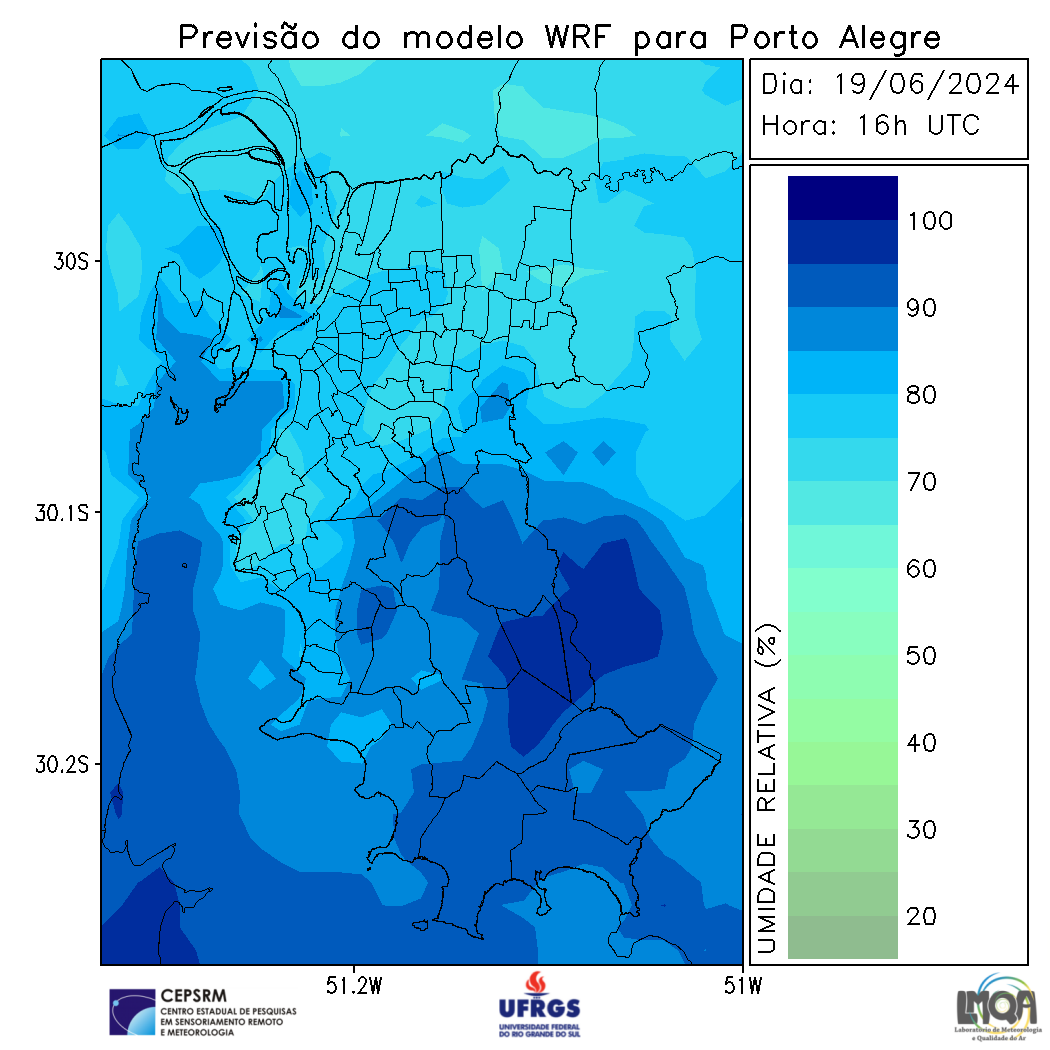 Previsão do modelo WRF para Porto Alegre
Dia: 19/06/2024
Hora: 16h UTC
100
90
80
70
60
50
40
30
20
UMIDADE RELATIVA (%)
30S
30.1S
30.2S
51.2W
51W
CEPSRM
CENTRO ESTADUAL DE PESQUISAS
EM SENSORIAMENTO REMOTO
E METEOROLOGIA
UFRGS
UNIVERSIDADE FEDERAL
DO RIO GRANDE DO SUL
LMQA
Laboratório de Meteorologia
e Qualidade do Ar